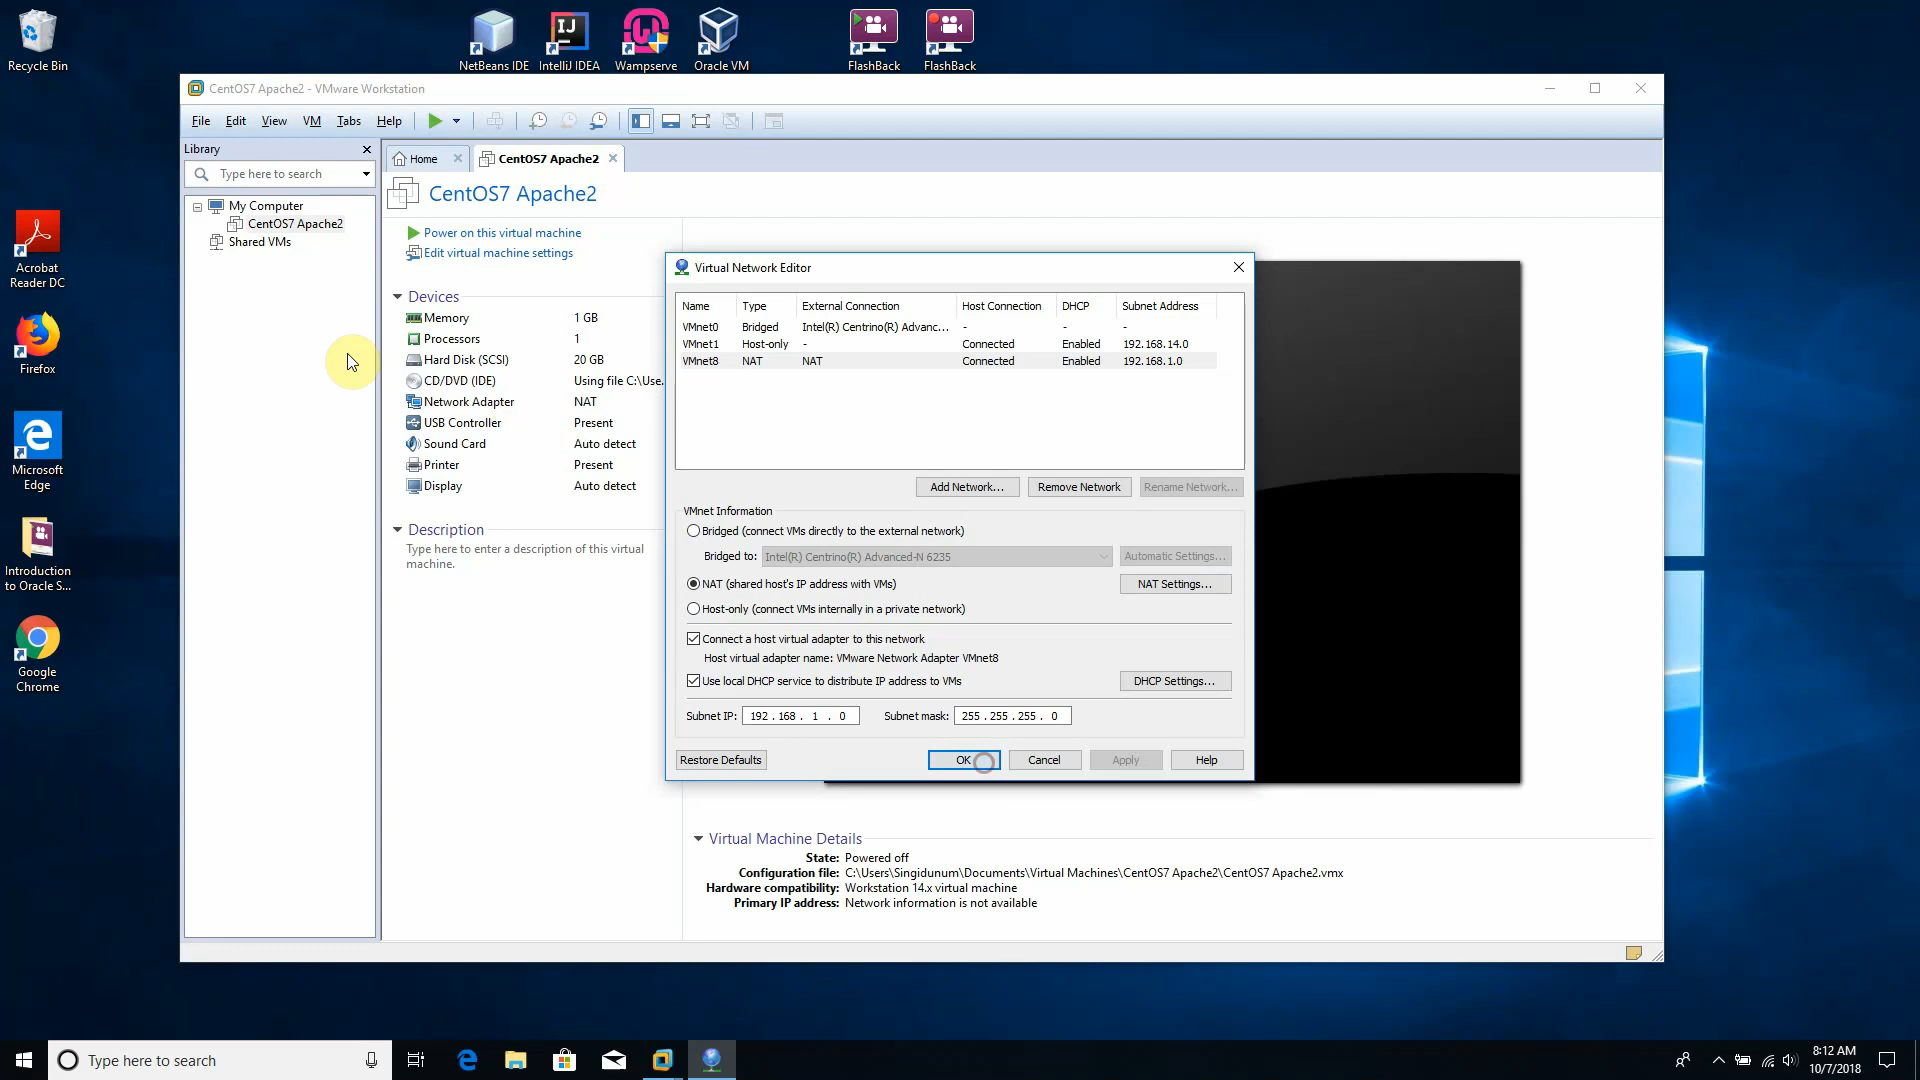 Recycle Bin
NetBeans IDE
IntelliJ IDEA
Wampserve
Oracle VM
FlashBack
FlashBack
CentOS7 Apache2 - VMware Workstation
File Edit View VM Tabs Help
Library
Type here to search
My Computer
CentOS7 Apache2
Shared VMs
Home
CentOS7 Apache2
CentOS7 Apache2
Power on this virtual machine
Edit virtual machine settings
Devices
Memory 1 GB
Processors 1
Hard Disk (SCSI) 20 GB
CD/DVD (IDE) Using file C:\Use.
Network Adapter NAT
USB Controller Present
Sound Card Auto detect
Printer Present
Display Auto detect
Description
Type here to enter a description of this virtual
machine.
Virtual Network Editor
Name Type External Connection Host Connection DHCP Subnet Address
VMnet0 Bridged Intel(R) Centrino(R) Advanc... - - -
VMnet1 Host-only - Connected Enabled 192.168.14.0
VMnet8 NAT NAT Connected Enabled 192.168.1.0
Add Network... Remove Network Rename Network...
VMnet Information
Bridged (connect VMs directly to the external network)
Bridged to: Intel(R) Centrino(R) Advanced-N 6235 Automatic Settings...
NAT (shared host's IP address with VMs) NAT Settings...
Host-only (connect VMs internally in a private network)
Connect a host virtual adapter to this network
Host virtual adapter name: VMware Network Adapter VMnet8
Use local DHCP service to distribute IP address to VMs DHCP Settings...
Subnet IP: 192 . 168 . 1 . 0 Subnet mask: 255 . 255 . 255 . 0
Restore Defaults OK Cancel Apply Help
Virtual Machine Details
State: Powered off
Configuration file: C:\Users\Singidunum\Documents\Virtual Machines\CentOS7 Apache2\CentOS7 Apache2.vmx
Hardware compatibility: Workstation 14.x virtual machine
Primary IP address: Network information is not available
Acrobat
Reader DC
Firefox
Microsoft
Edge
Introduction
to Oracle S...
Google
Chrome
Type here to search
8:12 AM
10/7/2018